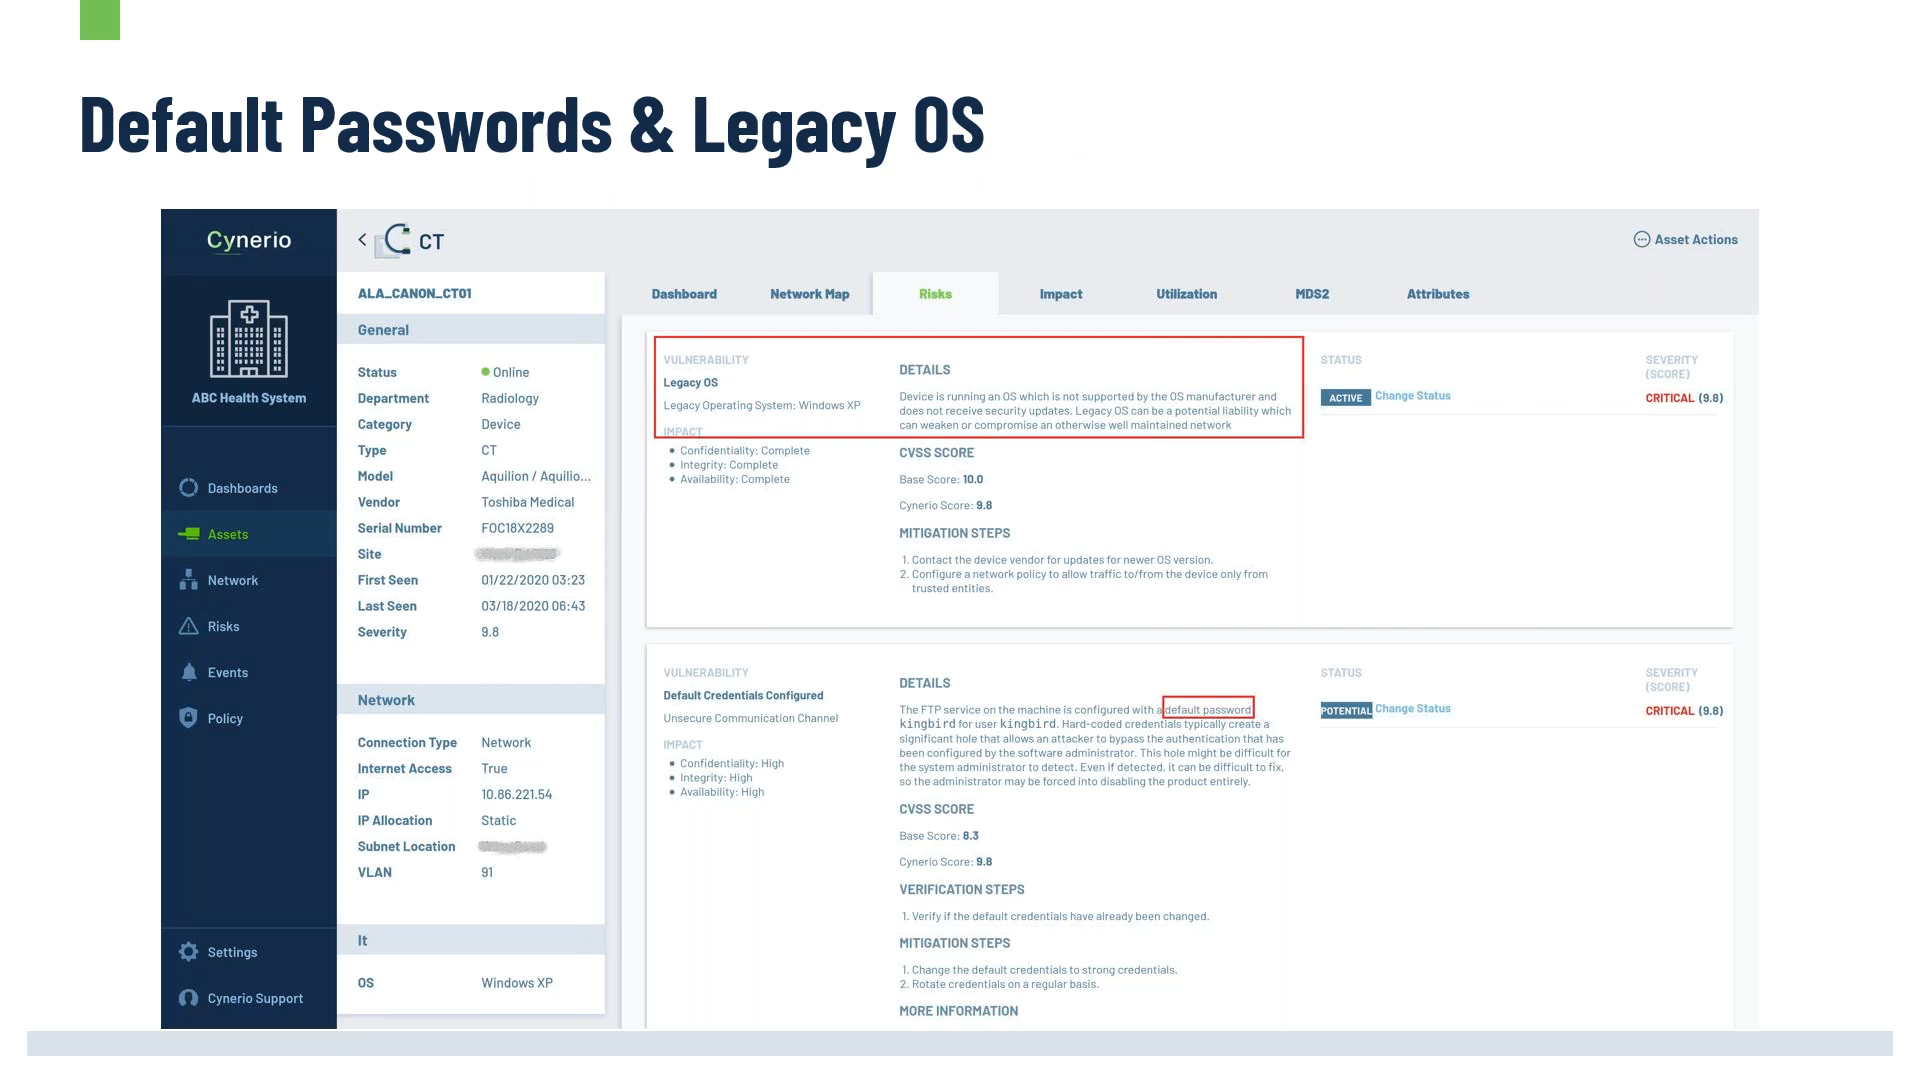 Default Passwords & Legacy OS
Cynerio
CT
Asset Actions
ABC Health System
Dashboards
Assets
Network
Risks
Events
Policy
Settings
Cynerio Support
ALA_CANON_CT01
General
Status Online
Department Radiology
Category Device
Type CT
Model Aquilion / Aquilio...
Vendor Toshiba Medical
Serial Number FOC18X2289
Site
First Seen 01/22/2020 03:23
Last Seen 03/18/2020 06:43
Severity 9.8
Network
Connection Type Network
Internet Access True
IP 10.86.221.54
IP Allocation Static
Subnet Location
VLAN 91
It
OS Windows XP
Dashboard Network Map Risks Impact Utilization MDS2 Attributes
VULNERABILITY
Legacy OS
Legacy Operating System: Windows XP
IMPACT
• Confidentiality: Complete
• Integrity: Complete
• Availability: Complete
DETAILS
Device is running an OS which is not supported by the OS manufacturer and
does not receive security updates. Legacy OS can be a potential liability which
can weaken or compromise an otherwise well maintained network
CVSS SCORE
Base Score: 10.0
Cynerio Score: 9.8
MITIGATION STEPS
1. Contact the device vendor for updates for newer OS version.
2. Configure a network policy to allow traffic to/from the device only from
trusted entities.
STATUS
ACTIVE Change Status
SEVERITY
(SCORE)
CRITICAL (9.8)
VULNERABILITY
Default Credentials Configured
Unsecure Communication Channel
IMPACT
• Confidentiality: High
• Integrity: High
• Availability: High
DETAILS
The FTP service on the machine is configured with a default password
kingbird for user kingbird. Hard-coded credentials typically create a
significant hole that allows an attacker to bypass the authentication that has
been configured by the software administrator. This hole might be difficult for
the system administrator to detect. Even if detected, it can be difficult to fix,
so the administrator may be forced into disabling the product entirely.
CVSS SCORE
Base Score: 8.3
Cynerio Score: 9.8
VERIFICATION STEPS
1. Verify if the default credentials have already been changed.
MITIGATION STEPS
1. Change the default credentials to strong credentials.
2. Rotate credentials on a regular basis.
MORE INFORMATION
STATUS
POTENTIAL Change Status
SEVERITY
(SCORE)
CRITICAL (9.8)